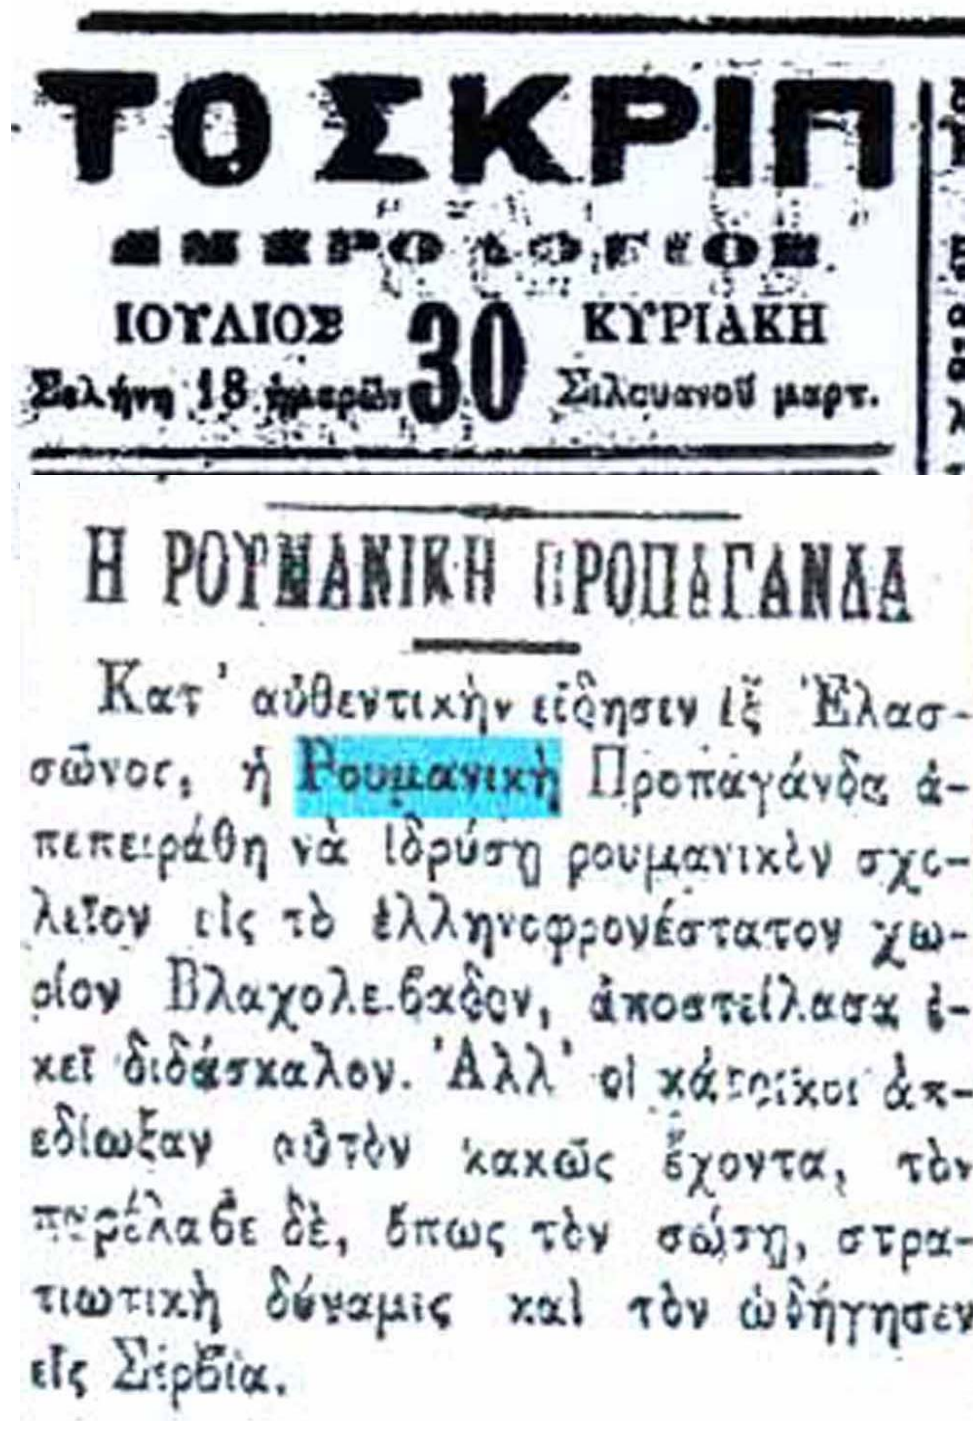 ΤΟ ΣΚΡΙΠ
ΗΜΕΡΟΛΟΓΙΟΝ
ΙΟΥΛΙΟΣ 30 ΚΥΡΙΑΚΗ
Σελήνη 18 ἡμερῶν Σιλουανοῦ μαρτ.
Η ΡΟΥΜΑΝΙΚΗ ΠΡΟΠΑΓΑΝΔΑ
Κατ' αὐθεντικὴν εἴδησεν ἐξ Ἐλασ-
σῶνος, ἡ Ρουμανικὴ Προπαγάνδα ἀ-
πεπειράθη νὰ ἱδρύσῃ ρουμανικὸν σχο-
λεῖον εἰς τὸ ἑλληνοφρονέστατον χω-
ρίον Βλαχολείβαδον, ἀποστείλασα ἐ-
κεῖ διδάσκαλον. Ἀλλ' οἱ κάτοικοι ἀπ-
εδίωξαν αὐτὸν κακῶς ἔχοντα, τὸν
παρέλαβε δὲ, ὅπως τὸν σώσῃ, στρα-
τιωτικὴ δύναμις καὶ τὸν ὡδήγησεν
εἰς Σέρβια.